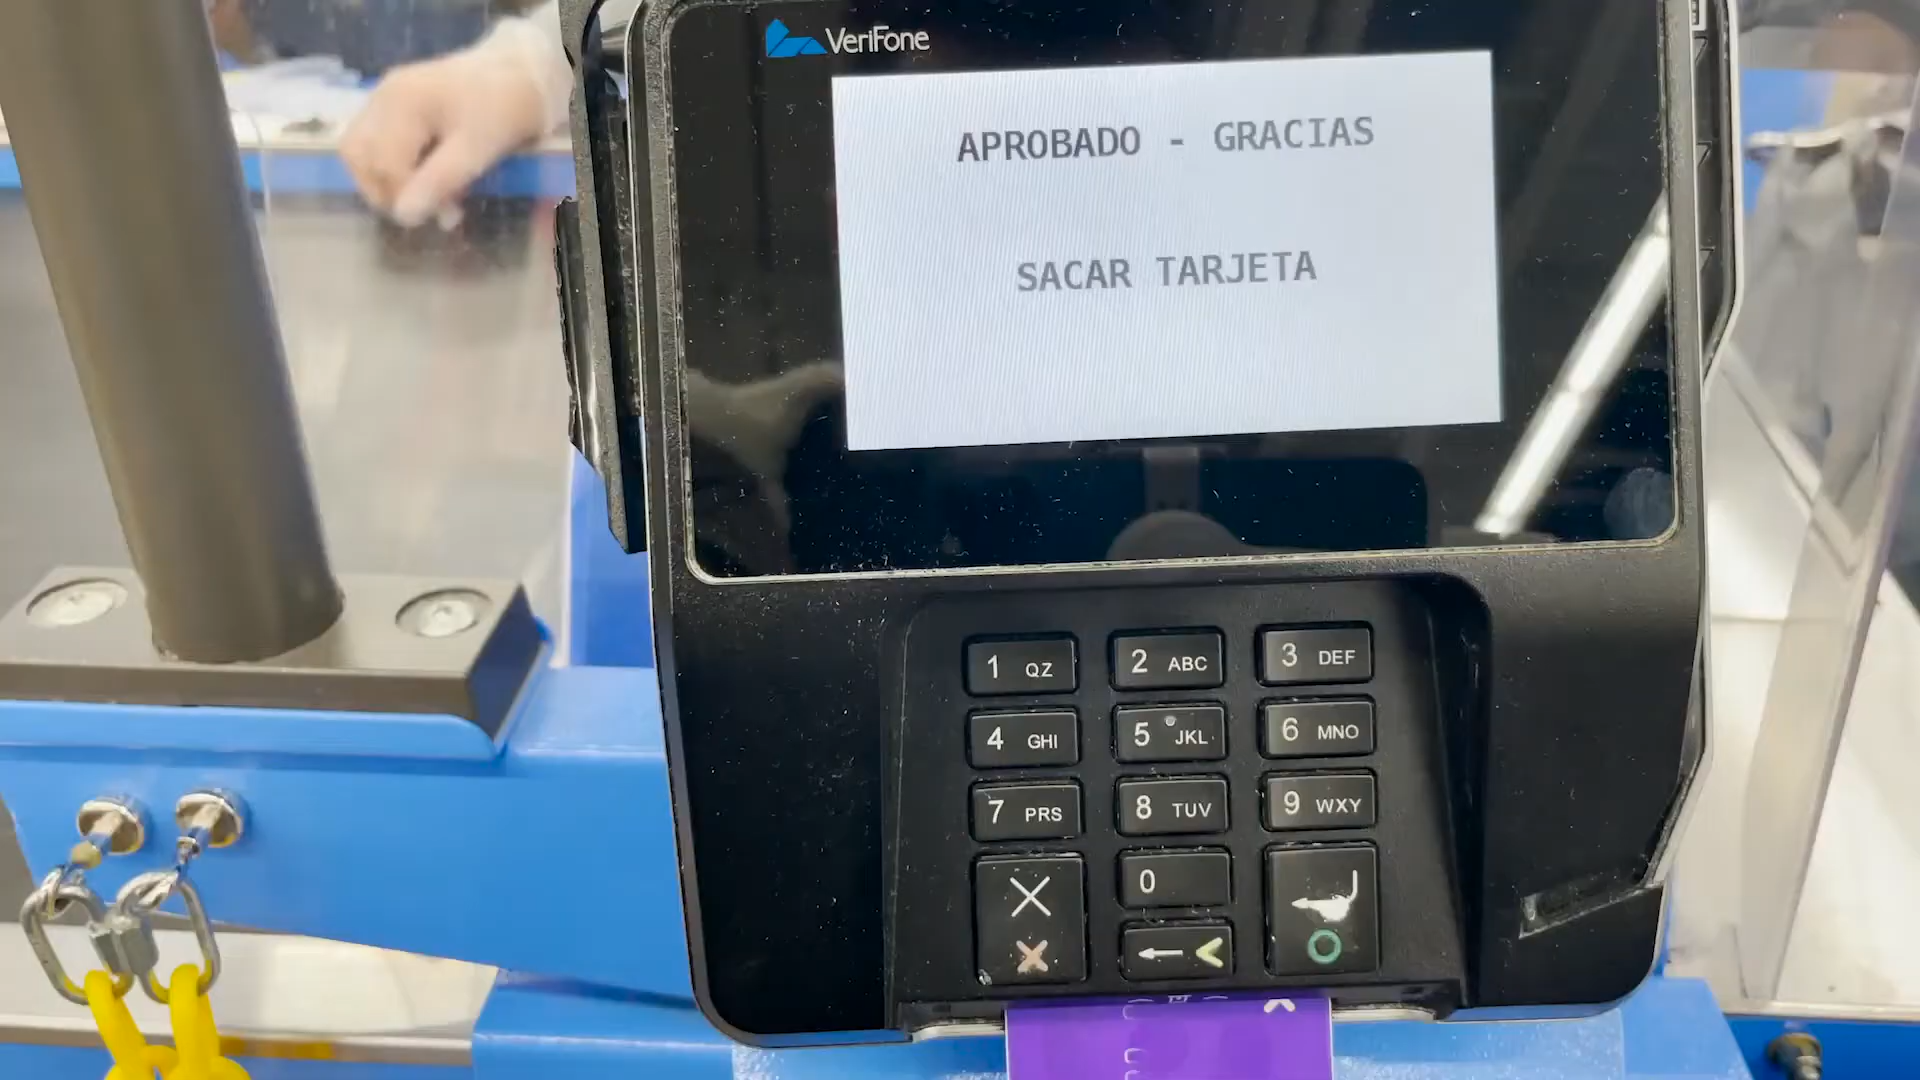 VeriFone
APROBADO - GRACIAS
SACAR TARJETA
1 QZ
2 ABC
3 DEF
4 GHI
5 JKL
6 MNO
7 PRS
8 TUV
9 WXY
0